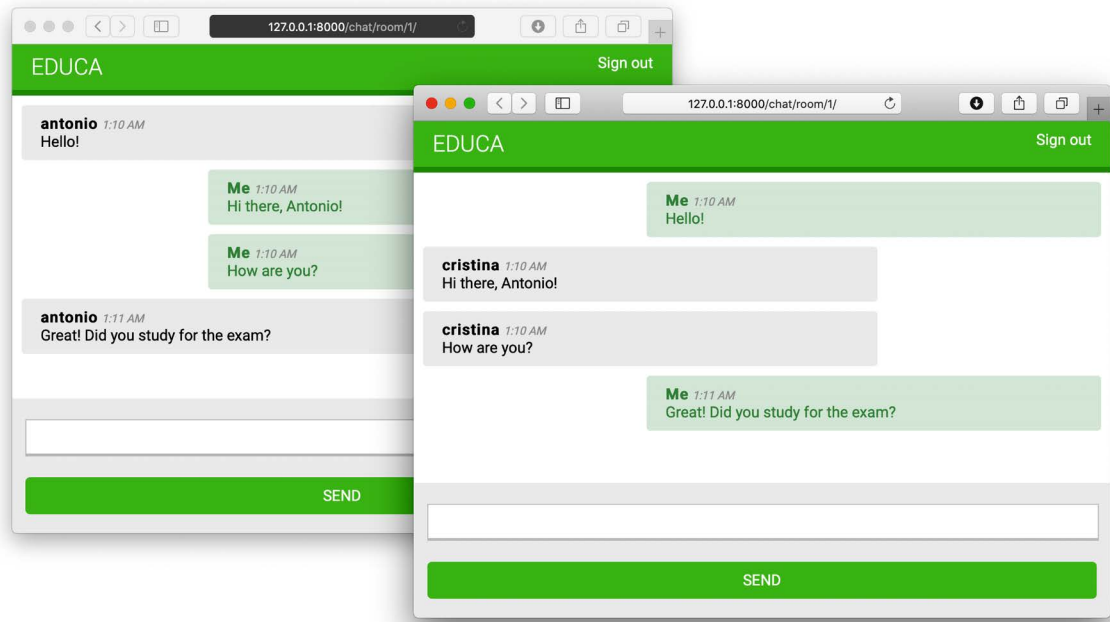 127.0.0.1:8000/chat/room/1/
EDUCA
Sign out
antonio 1:10 AM
Hello!
Me 1:10 AM
Hi there, Antonio!
Me 1:10 AM
How are you?
antonio 1:11 AM
Great! Did you study for the exam?
SEND
127.0.0.1:8000/chat/room/1/
EDUCA
Sign out
Me 1:10 AM
Hello!
cristina 1:10 AM
Hi there, Antonio!
cristina 1:10 AM
How are you?
Me 1:11 AM
Great! Did you study for the exam?
SEND